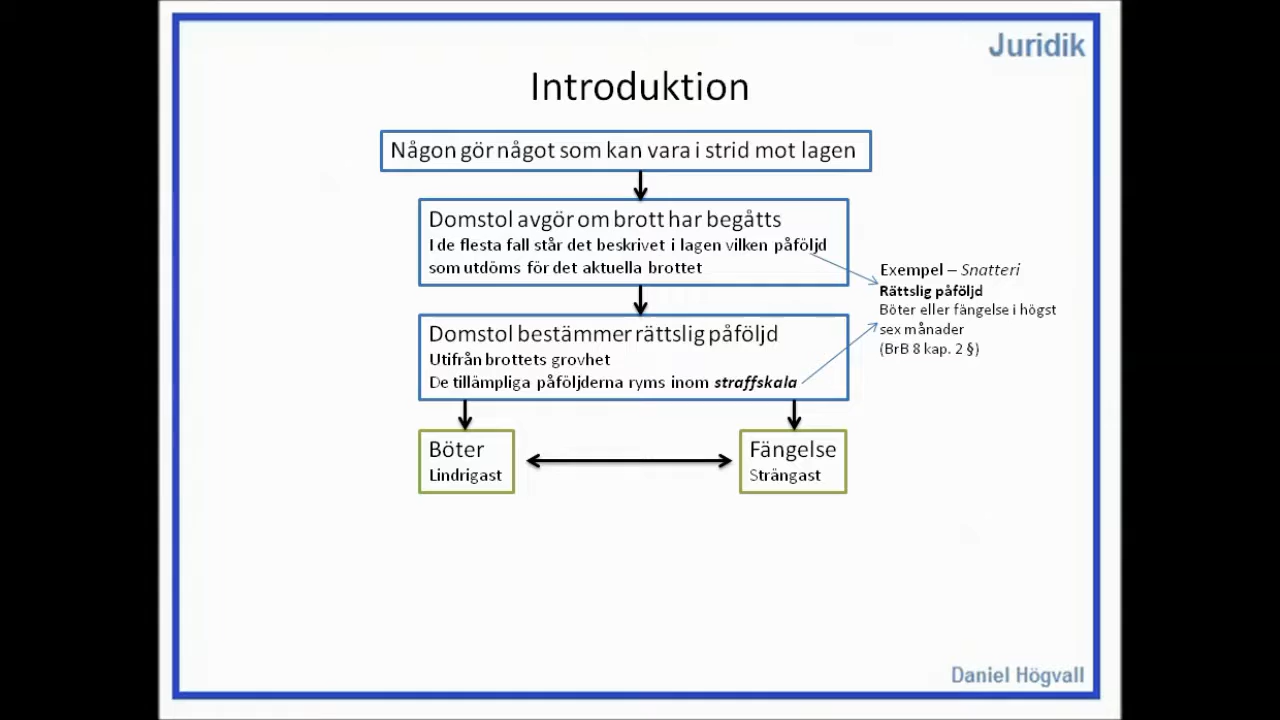 Juridik
Introduktion
Någon gör något som kan vara i strid mot lagen
Domstol avgör om brott har begåtts
I de flesta fall står det beskrivet i lagen vilken påföljd
som utdöms för det aktuella brottet
Exempel – Snatteri
Rättslig påföljd
Böter eller fängelse i högst
sex månader
(BrB 8 kap. 2 §)
Domstol bestämmer rättslig påföljd
Utifrån brottets grovhet
De tillämpliga påföljderna ryms inom straffskala
Böter
Lindrigast
Fängelse
Strängast
Daniel Högvall